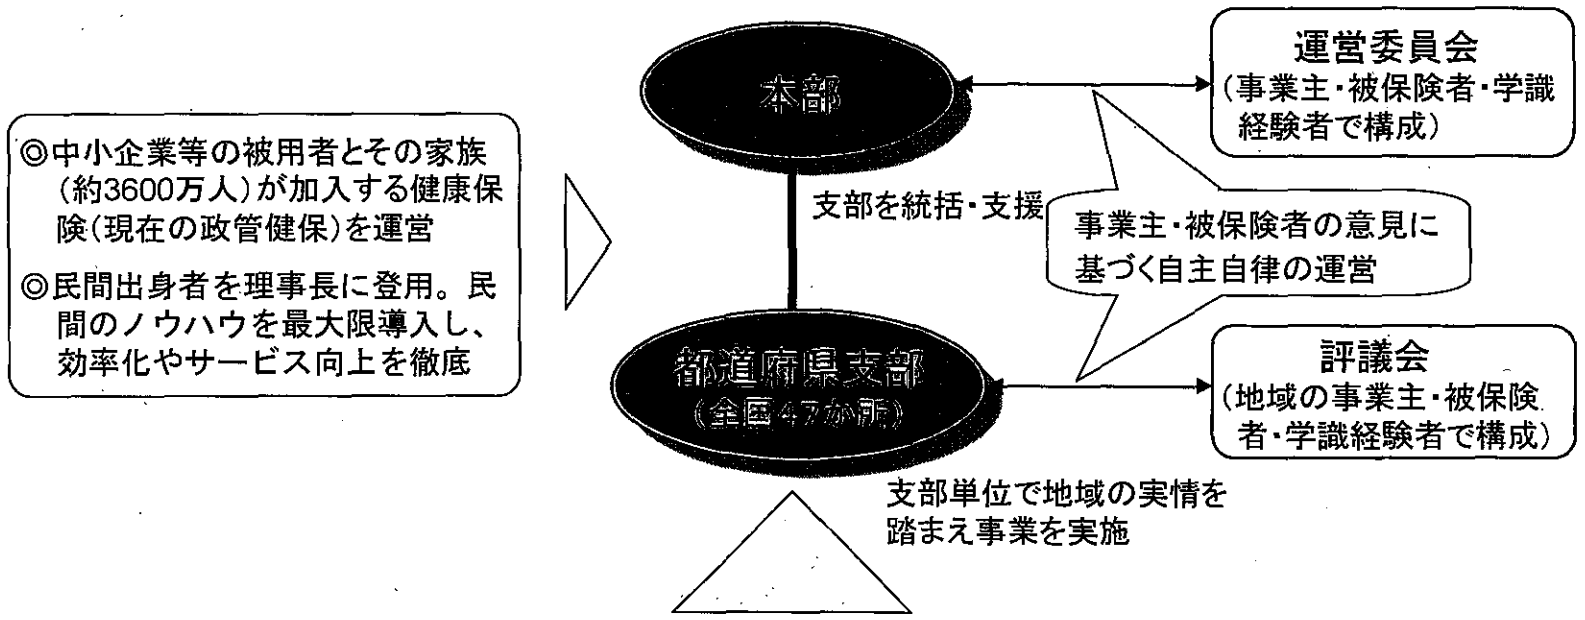 ◎中小企業等の被用者とその家族
(約3600万人)が加入する健康保
険(現在の政管健保)を運営
◎民間出身者を理事長に登用。民
間のノウハウを最大限導入し、
効率化やサービス向上を徹底
本部
支部を統括・支援
都道府県支部
(全国47か所)
支部単位で地域の実情を
踏まえ事業を実施
運営委員会
(事業主・被保険者・学識
経験者で構成)
事業主・被保険者の意見に
基づく自主自律の運営
評議会
(地域の事業主・被保険
者・学識経験者で構成)